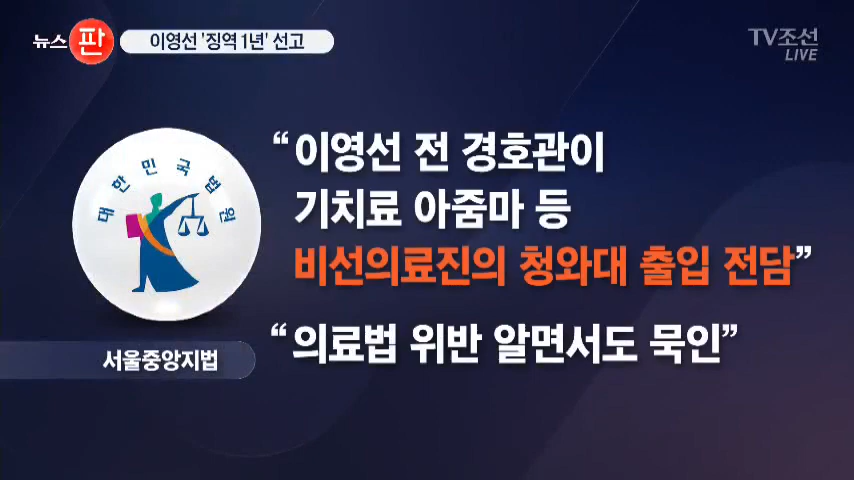 뉴스 판
이영선 '징역 1년' 선고
TV조선
LIVE
대한민국법원
“이영선 전 경호관이
기치료 아줌마 등
비선의료진의 청와대 출입 전담”
“의료법 위반 알면서도 묵인”
서울중앙지법